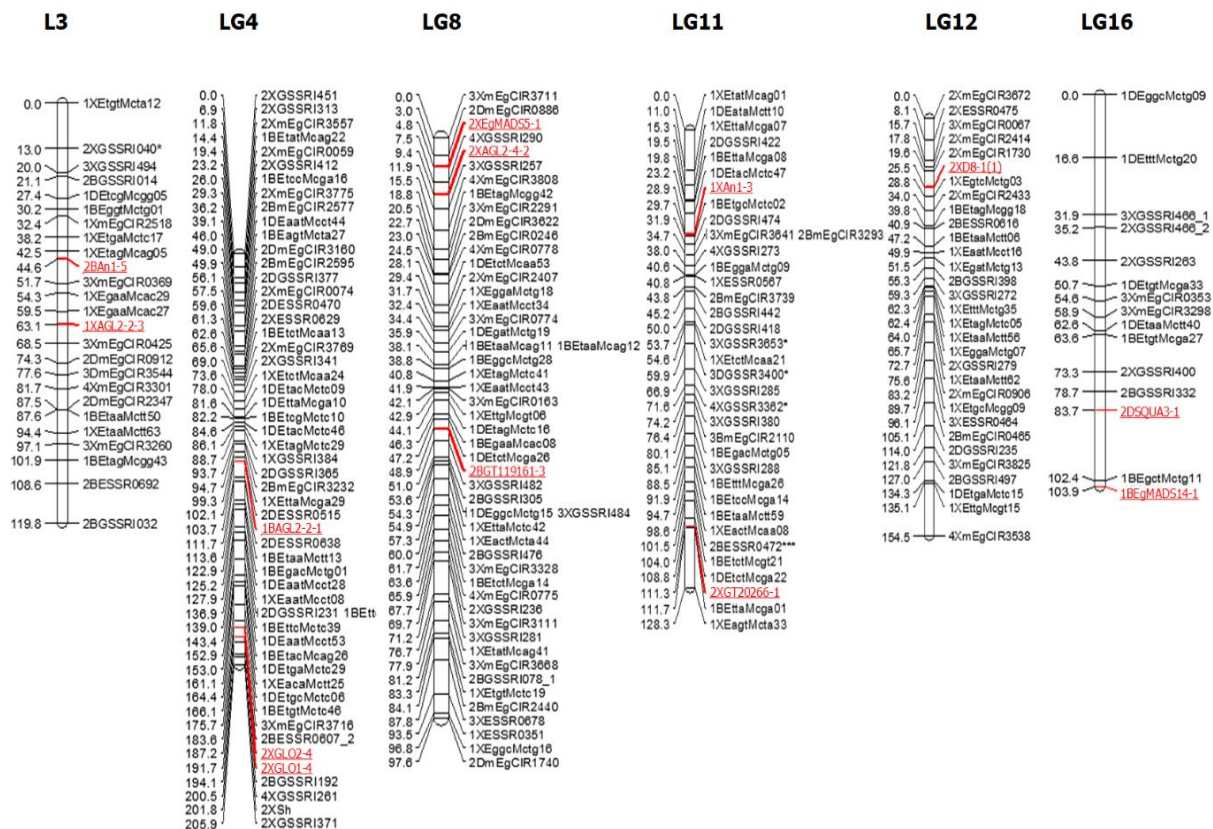 L3
0.0 1XEtgtMcta12
13.0 2XGSSRI040*
20.0 3XGSSRI494
21.1 2BGSSRI014
27.4 1DEtcgMcgg05
30.2 1BEggtMctg01
32.4 1XmEgCIR2518
38.2 1XEtgaMctc17
42.5 1XEtagMcag05
44.6 2BAn1-5
51.7 3XmEgCIR0369
54.3 1XEgaaMcac29
59.5 1XEgaaMcac27
63.1 1XAGL2-2-3
68.5 3XmEgCIR0425
74.3 2DmEgCIR0912
77.6 3DmEgCIR3544
81.7 4XmEgCIR3301
87.5 2DmEgCIR2347
87.6 1BEtaaMctt50
94.4 1XEtaaMctt63
97.1 3XmEgCIR3260
101.9 1BEtagMcgg43
108.6 2BESSR0692
119.8 2BGSSRI032
LG4
0.0 2XGSSRI451
6.9 2XGSSRI313
11.8 2XmEgCIR3557
14.4 1BEtatMcag22
19.4 2XmEgCIR0059
23.2 2XGSSRI412
26.0 1BEtccMcga16
29.3 2XmEgCIR3775
36.2 2BmEgCIR2577
39.1 1DEaatMcct44
46.0 1BEagtMcta27
49.0 2DmEgCIR3160
49.9 2BmEgCIR2595
56.1 2DGSSRI377
57.5 2XmEgCIR0074
59.6 2DESSR0470
61.3 2XESSR0629
62.6 1BEtctMcaa13
65.6 2XmEgCIR3769
69.0 2XGSSRI341
73.6 1XEtctMcaa24
78.0 1DEtacMctc09
81.6 1DEttaMcga10
82.2 1BEtcgMctc10
84.6 1DEtacMctc46
86.1 1XEtagMctc29
88.7 1XGSSRI384
93.7 2DGSSRI365
94.7 2BmEgCIR3232
99.3 1XEttaMcga29
102.1 2DESSR0515
103.7 1BAGL2-2-1
111.7 2DESSR0638
113.6 1BEtaaMctt13
122.9 1BEgacMctg01
125.2 1DEaatMcct28
127.9 1XEaatMcct08
136.9 2DGSSRI231 1BEtt
139.0 1BEttcMctc39
143.4 1DEaatMcct53
152.9 1BEtacMcag26
153.0 1DEtgaMctc29
161.1 1XEacaMctt25
164.4 1DEtgcMctc06
166.1 1BEtgtMctc46
175.7 3XmEgCIR3716
183.6 2BESSR0607_2
187.2 2XGLO2-4
191.7 2XGLO1-4
194.1 2BGSSRI192
200.5 4XGSSRI261
201.8 2XSh
205.9 2XGSSRI371
LG8
0.0 3XmEgCIR3711
2.2 2DmEgCIR0886
4.8 2XEgMADS5-1
7.5 4XGSSRI290
9.4 2XAGL2-4-2
11.9 3XGSSRI257
15.5 4XmEgCIR3808
18.8 1BEtagMcgg42
20.5 3XmEgCIR2291
22.7 2DmEgCIR3622
23.0 2BmEgCIR0246
24.5 4XmEgCIR0778
28.1 1DEtctMcaa53
29.4 2XmEgCIR2407
31.7 1XEggaMctg18
32.4 1XEaatMcct34
34.4 3XmEgCIR0774
35.9 1DEgatMctg19
38.1 1BEtaaMcag11 1BEtaaMcag12
38.8 1BEggcMctg28
40.8 1XEtagMctc41
41.9 1XEaatMcct43
42.1 3XmEgCIR0163
42.9 1XEttgMcgt06
44.1 1DEtagMctc16
46.3 1BEgaaMcac08
47.2 1DEtctMcga26
48.9 2BGT119161-3
51.0 3XGSSRI482
53.6 2BGSSRI305
54.3 1DEggcMctg15 3XGSSRI484
54.9 1XEttaMctc42
57.3 1XEactMcta44
60.0 2BGSSRI476
61.7 3XmEgCIR3328
63.6 1BEtctMcga14
65.9 4XmEgCIR0775
67.7 2XGSSRI236
69.7 3XmEgCIR3111
71.2 3XGSSRI281
76.7 1XEtatMcag41
77.9 3XmEgCIR3668
81.2 2BGSSRI078_1
83.3 1XEtgtMctc19
84.1 2BmEgCIR2440
87.8 3XESSR0678
93.5 1XESSR0351
96.8 1XEggcMctg16
97.6 2DmEgCIR1740
LG11
0.0 1XEtatMcag01
11.0 1DEataMctt10
15.3 1XEttaMcga07
19.5 2DGSSRI422
19.8 1BEttaMcga08
23.2 1DEtacMctc47
28.9 1XAn1-3
29.7 1BEtgcMctc02
31.9 2DGSSRI474
34.7 3XmEgCIR3641 2BmEgCIR3293
38.0 4XGSSRI273
40.6 1BEggaMctg09
40.8 1XESSR0567
43.8 2BmEgCIR3739
45.2 2BGSSRI442
50.0 2DGSSRI418
53.7 3XGSSR3653*
54.6 1XEtctMcaa21
59.9 3DGSSR3400*
66.9 3XGSSRI285
71.6 4XGSSR3362*
74.2 3XGSSRI380
76.4 3BmEgCIR2110
80.1 1BEgacMctg05
85.1 3XGSSRI288
88.5 1BEtttMcga26
91.9 1BEtccMcga14
94.7 1BEtaaMctt59
98.6 1XEactMcaa08
101.5 2BESSR0472***
104.0 1BEtctMcgt21
108.8 1DEtctMcga22
111.3 2XGT20266-1
111.7 1BEttaMcga01
128.3 1XEagtMcta33
LG12
0.0 2XmEgCIR3672
8.1 2XESSR0475
15.7 3XmEgCIR0067
17.8 2XmEgCIR2414
19.6 2XmEgCIR1730
25.5 2XD8-1(1)
28.8 1XEgtcMctg03
34.0 2XmEgCIR2433
39.8 1BEtagMcgg18
40.9 2BESSR0616
47.2 1BEtaaMctt06
49.9 1XEaatMcct16
51.5 1XEgatMctg13
55.3 2BGSSRI398
59.3 3XGSSRI272
62.3 1XEtttMctg35
62.4 1XEtagMctc05
64.0 1XEtaaMctt56
65.7 1XEggaMctg07
72.7 2XGSSRI279
75.6 1XEtaaMctt62
83.2 2XmEgCIR0906
89.7 1XEtgcMcgg09
96.1 3XESSR0464
105.1 2BmEgCIR0465
114.0 2DGSSRI235
121.8 3XmEgCIR3825
127.0 2BGSSRI497
134.3 1DEtgaMctc15
135.1 1XEttgMcgt15
154.5 4XmEgCIR3538
LG16
0.0 1DEggcMctg09
16.6 1DEtttMctg20
31.9 3XGSSRI466_1
35.2 2XGSSRI466_2
43.8 2XGSSRI263
50.7 1DEtgtMcga33
54.6 3XmEgCIR0353
58.9 3XmEgCIR3298
62.6 1DEtaaMctt40
63.6 1BEtgtMcga27
73.3 2XGSSRI400
78.7 2BGSSRI332
83.7 2DSQUA3-1
102.4 1BEgctMctg11
103.9 1BEgMADS14-1